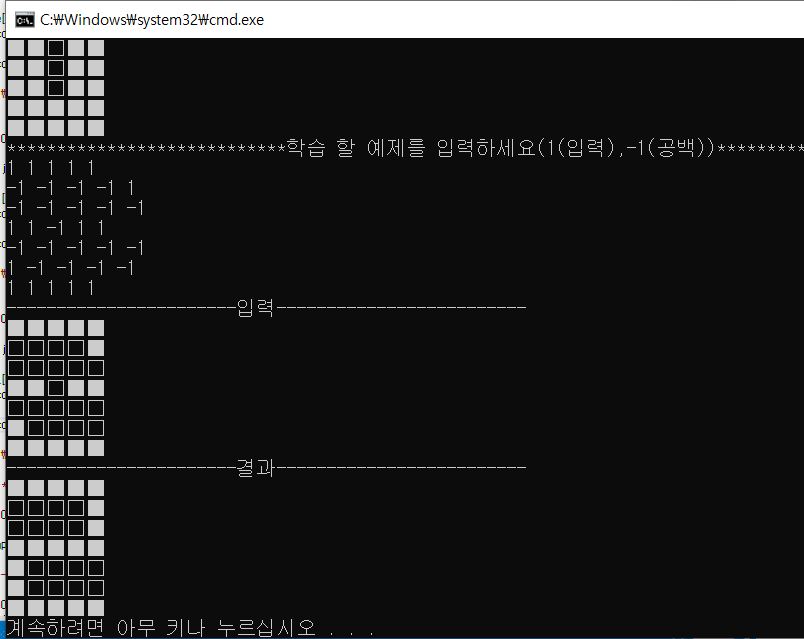 C:₩Windows₩system32₩cmd.exe
■■□■■
■■□■■
■■□■■
■■■■■
■■■■■
****************************학습 할 예제를 입력하세요(1(입력),-1(공백))*********
1 1 1 1 1
-1 -1 -1 -1 1
-1 -1 -1 -1 -1
1 1 -1 1 1
-1 -1 -1 -1 -1
1 -1 -1 -1 -1
1 1 1 1 1
-----------------------입력-------------------------
■■■■■
□□□□■
□□□□□
■■□■■
□□□□□
■□□□□
■■■■■
-----------------------결과-------------------------
■■■■■
□□□□■
□□□□■
■■■■■
■□□□□
■□□□□
■■■■■
계속하려면 아무 키나 누르십시오 . . .